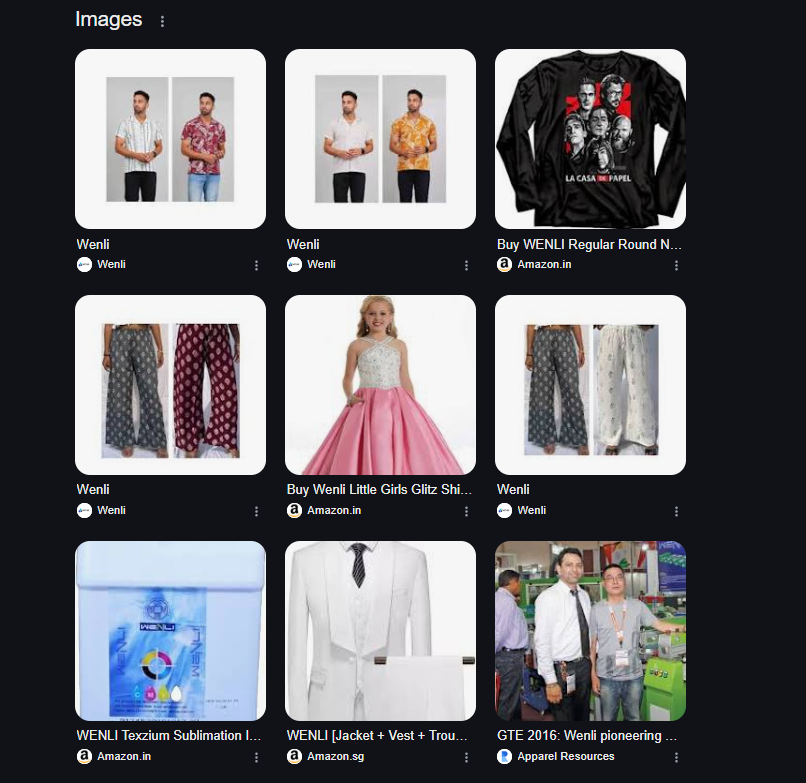 Images
LA CASA DE PAPEL
Wenli
Wenli
Buy WENLI Regular Round N...
Wenli
Wenli
Amazon.in
Wenli
Buy Wenli Little Girls Glitz Shi...
Wenli
Wenli
Amazon.in
Wenli
WENLI
WENLI Texzium Sublimation I...
WENLI [Jacket + Vest + Trou...
GTE 2016: Wenli pioneering ...
Amazon.in
Amazon.sg
Apparel Resources